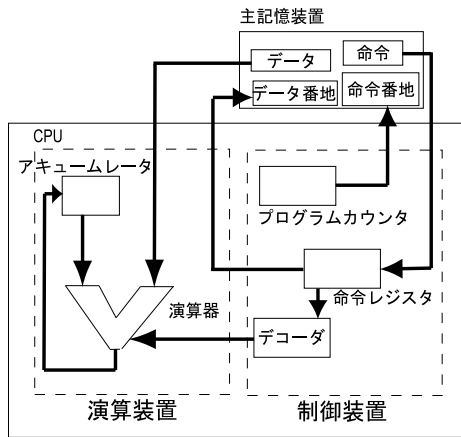 主記憶装置
データ
命令
データ番地
命令番地
CPU
アキュームレータ
プログラムカウンタ
演算器
命令レジスタ
デコーダ
演算装置
制御装置